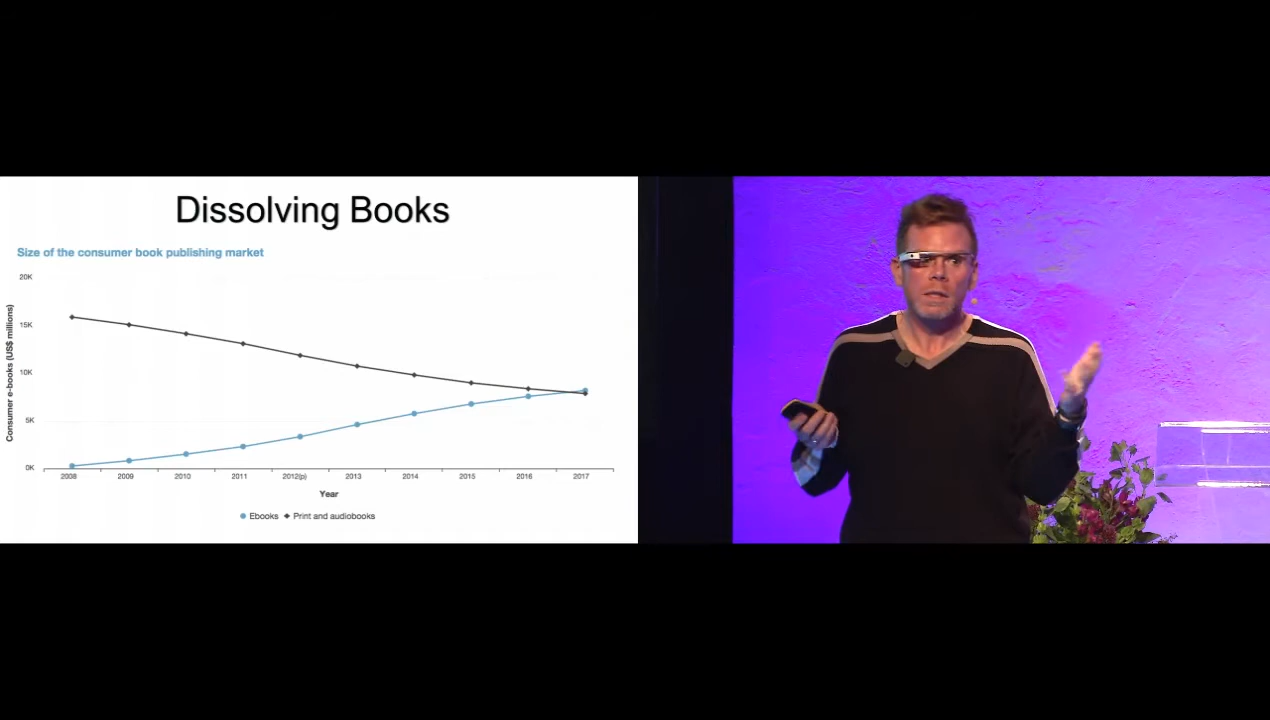 Dissolving Books
Size of the consumer book publishing market
Consumer e-books (US$ millions)
20K
15K
10K
5K
0K
2008 2009 2010 2011 2012(p) 2013 2014 2015 2016 2017
Year
Ebooks Print and audiobooks